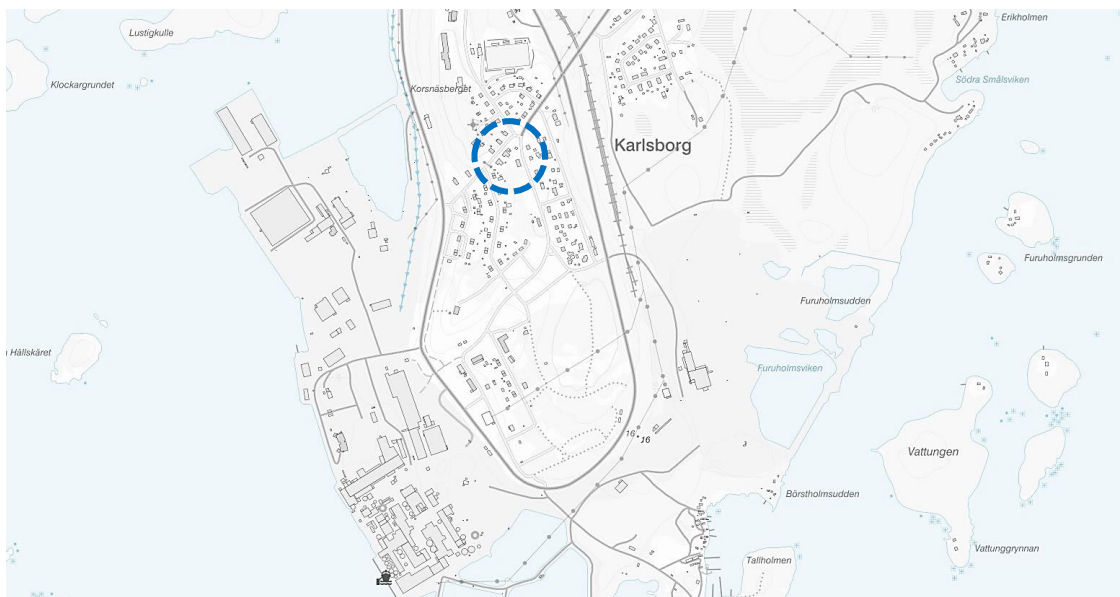 Erikholmen
Lustigkulle
Södra Smålsviken
Klockargrundet
Korsnäsberget
Karlsborg
Furuholmsgrunden
Furuholmsudden
Hällskäret
Furuholmsviken
16
16
Vattungen
Börstholmsudden
Vattunggrynnan
Tallholmen